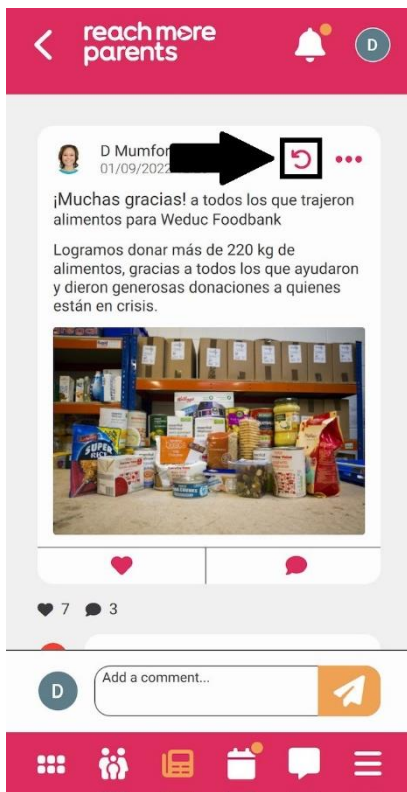 reach more
parents
D
D Mumfor
01/09/2022
¡Muchas gracias! a todos los que trajeron
alimentos para Weduc Foodbank
Logramos donar más de 220 kg de
alimentos, gracias a todos los que ayudaron
y dieron generosas donaciones a quienes
están en crisis.
SUPER
7 3
D
Add a comment...